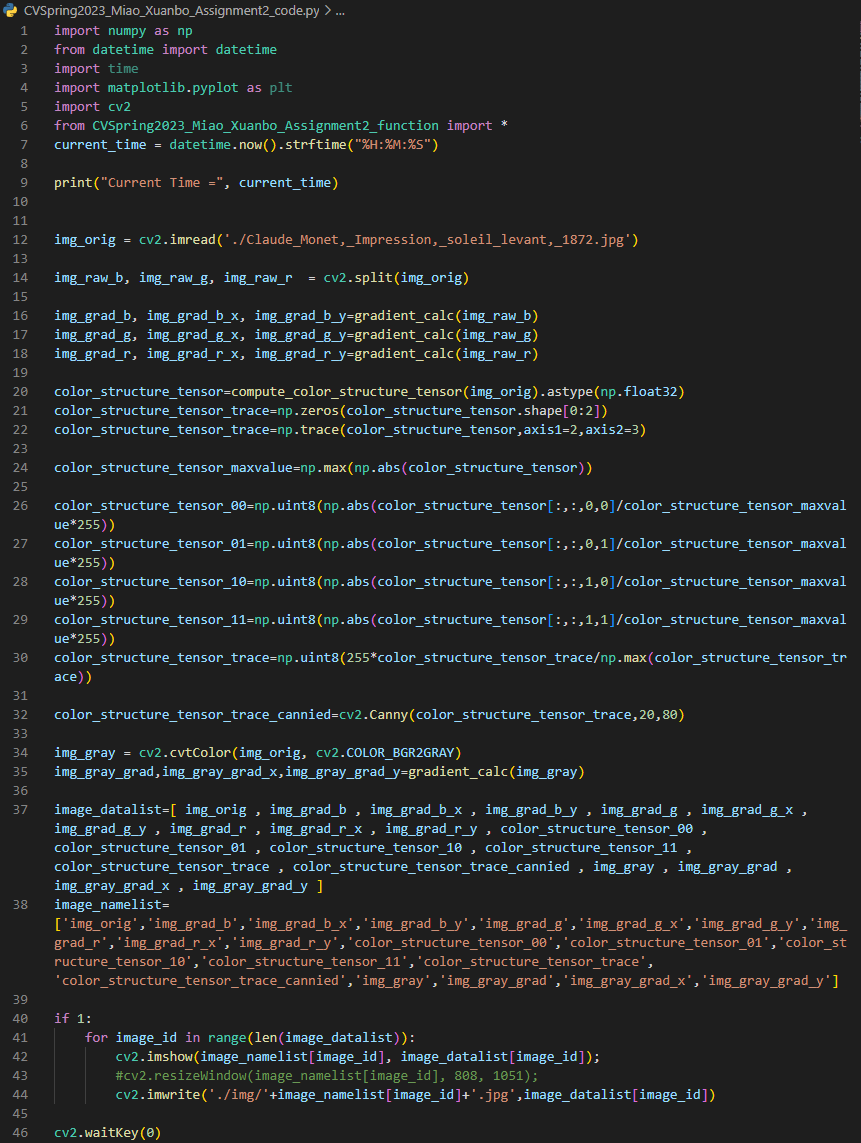 CVSpring2023_Miao_Xuanbo_Assignment2_code.py > ...
1 import numpy as np
2 from datetime import datetime
3 import time
4 import matplotlib.pyplot as plt
5 import cv2
6 from CVSpring2023_Miao_Xuanbo_Assignment2_function import *
7 current_time = datetime.now().strftime("%H:%M:%S")
8
9 print("Current Time =", current_time)
10
11
12 img_orig = cv2.imread('./Claude_Monet,_Impression,_soleil_levant,_1872.jpg')
13
14 img_raw_b, img_raw_g, img_raw_r  = cv2.split(img_orig)
15
16 img_grad_b, img_grad_b_x, img_grad_b_y=gradient_calc(img_raw_b)
17 img_grad_g, img_grad_g_x, img_grad_g_y=gradient_calc(img_raw_g)
18 img_grad_r, img_grad_r_x, img_grad_r_y=gradient_calc(img_raw_r)
19
20 color_structure_tensor=compute_color_structure_tensor(img_orig).astype(np.float32)
21 color_structure_tensor_trace=np.zeros(color_structure_tensor.shape[0:2])
22 color_structure_tensor_trace=np.trace(color_structure_tensor,axis1=2,axis2=3)
23
24 color_structure_tensor_maxvalue=np.max(np.abs(color_structure_tensor))
25
26 color_structure_tensor_00=np.uint8(np.abs(color_structure_tensor[:,:,0,0]/color_structure_tensor_maxval
ue*255))
27 color_structure_tensor_01=np.uint8(np.abs(color_structure_tensor[:,:,0,1]/color_structure_tensor_maxval
ue*255))
28 color_structure_tensor_10=np.uint8(np.abs(color_structure_tensor[:,:,1,0]/color_structure_tensor_maxval
ue*255))
29 color_structure_tensor_11=np.uint8(np.abs(color_structure_tensor[:,:,1,1]/color_structure_tensor_maxval
ue*255))
30 color_structure_tensor_trace=np.uint8(255*color_structure_tensor_trace/np.max(color_structure_tensor_tr
ace))
31
32 color_structure_tensor_trace_cannied=cv2.Canny(color_structure_tensor_trace,20,80)
33
34 img_gray = cv2.cvtColor(img_orig, cv2.COLOR_BGR2GRAY)
35 img_gray_grad,img_gray_grad_x,img_gray_grad_y=gradient_calc(img_gray)
36
37 image_datalist=[ img_orig , img_grad_b , img_grad_b_x , img_grad_b_y , img_grad_g , img_grad_g_x ,
img_grad_g_y , img_grad_r , img_grad_r_x , img_grad_r_y , color_structure_tensor_00 ,
color_structure_tensor_01 , color_structure_tensor_10 , color_structure_tensor_11 ,
color_structure_tensor_trace , color_structure_tensor_trace_cannied , img_gray , img_gray_grad ,
img_gray_grad_x , img_gray_grad_y ]
38 image_namelist=
['img_orig','img_grad_b','img_grad_b_x','img_grad_b_y','img_grad_g','img_grad_g_x','img_grad_g_y','img_
grad_r','img_grad_r_x','img_grad_r_y','color_structure_tensor_00','color_structure_tensor_01','color_st
ructure_tensor_10','color_structure_tensor_11','color_structure_tensor_trace',
'color_structure_tensor_trace_cannied','img_gray','img_gray_grad','img_gray_grad_x','img_gray_grad_y']
39
40 if 1:
41     for image_id in range(len(image_datalist)):
42         cv2.imshow(image_namelist[image_id], image_datalist[image_id]);
43         #cv2.resizeWindow(image_namelist[image_id], 808, 1051);
44         cv2.imwrite('./img/'+image_namelist[image_id]+'.jpg',image_datalist[image_id])
45
46 cv2.waitKey(0)